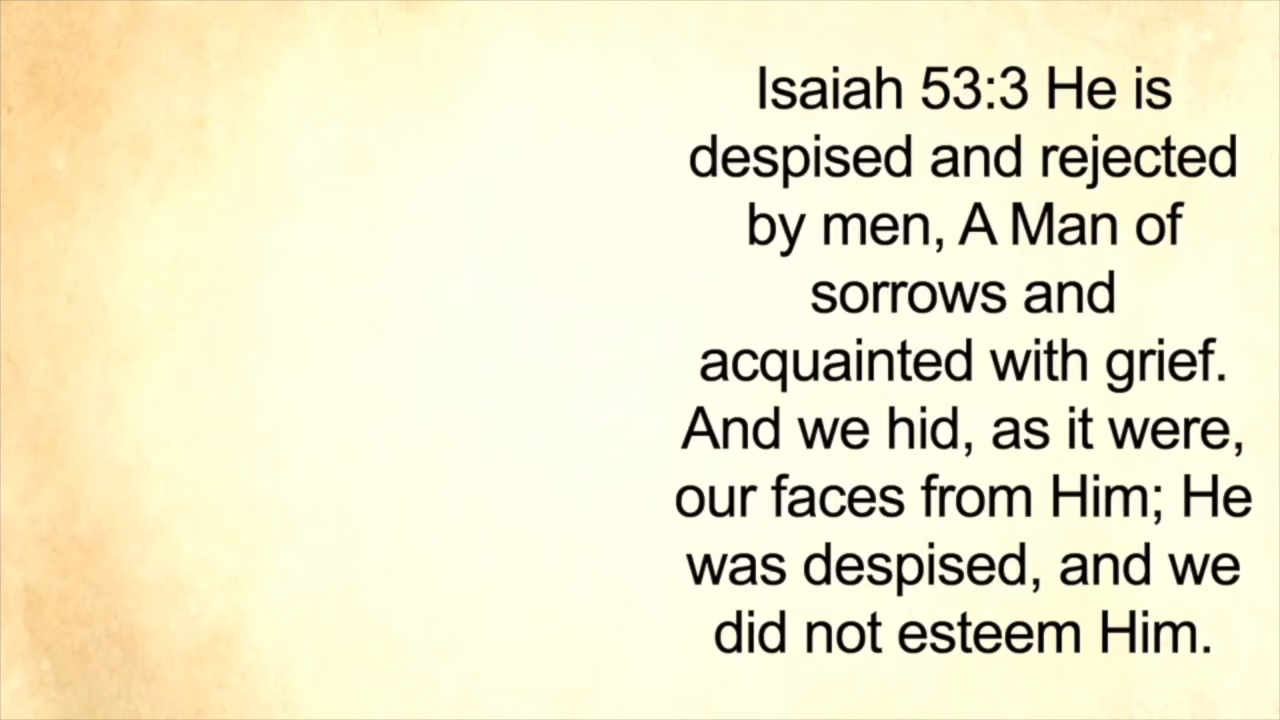 Isaiah 53:3 He is
despised and rejected
by men, A Man of
sorrows and
acquainted with grief.
And we hid, as it were,
our faces from Him; He
was despised, and we
did not esteem Him.